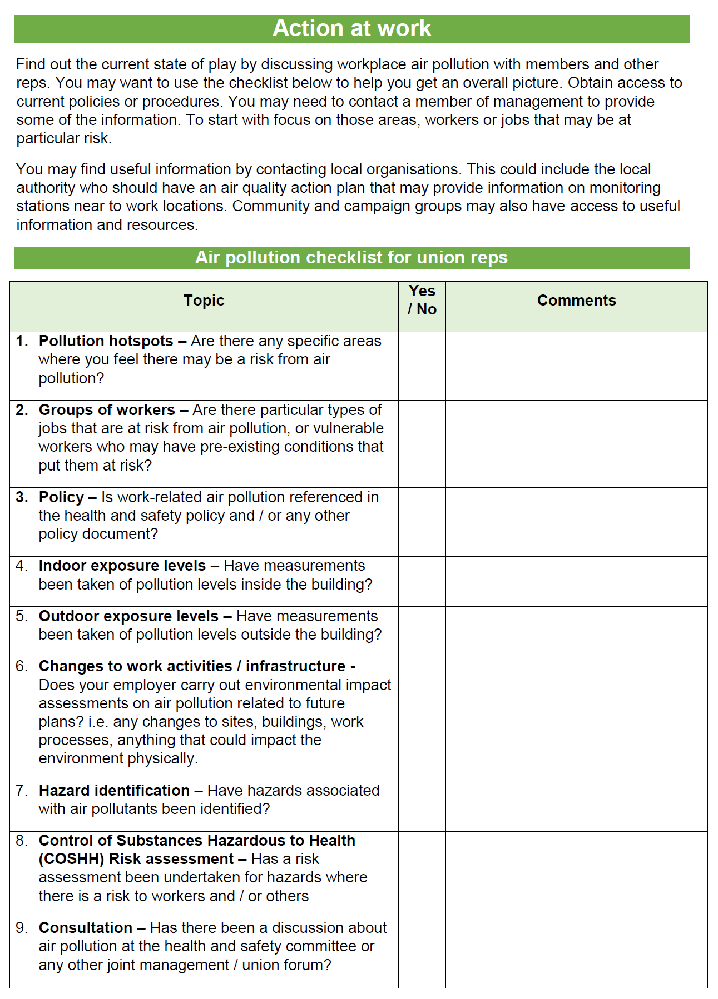 Action at work
Find out the current state of play by discussing workplace air pollution with members and other
reps. You may want to use the checklist below to help you get an overall picture. Obtain access to
current policies or procedures. You may need to contact a member of management to provide
some of the information. To start with focus on those areas, workers or jobs that may be at
particular risk.
You may find useful information by contacting local organisations. This could include the local
authority who should have an air quality action plan that may provide information on monitoring
stations near to work locations. Community and campaign groups may also have access to useful
information and resources.
Air pollution checklist for union reps
Topic
Yes
/ No
Comments
1. Pollution hotspots – Are there any specific areas
where you feel there may be a risk from air
pollution?
2. Groups of workers – Are there particular types of
jobs that are at risk from air pollution, or vulnerable
workers who may have pre-existing conditions that
put them at risk?
3. Policy – Is work-related air pollution referenced in
the health and safety policy and / or any other
policy document?
4. Indoor exposure levels – Have measurements
been taken of pollution levels inside the building?
5. Outdoor exposure levels – Have measurements
been taken of pollution levels outside the building?
6. Changes to work activities / infrastructure -
Does your employer carry out environmental impact
assessments on air pollution related to future
plans? i.e. any changes to sites, buildings, work
processes, anything that could impact the
environment physically.
7. Hazard identification – Have hazards associated
with air pollutants been identified?
8. Control of Substances Hazardous to Health
(COSHH) Risk assessment – Has a risk
assessment been undertaken for hazards where
there is a risk to workers and / or others
9. Consultation – Has there been a discussion about
air pollution at the health and safety committee or
any other joint management / union forum?